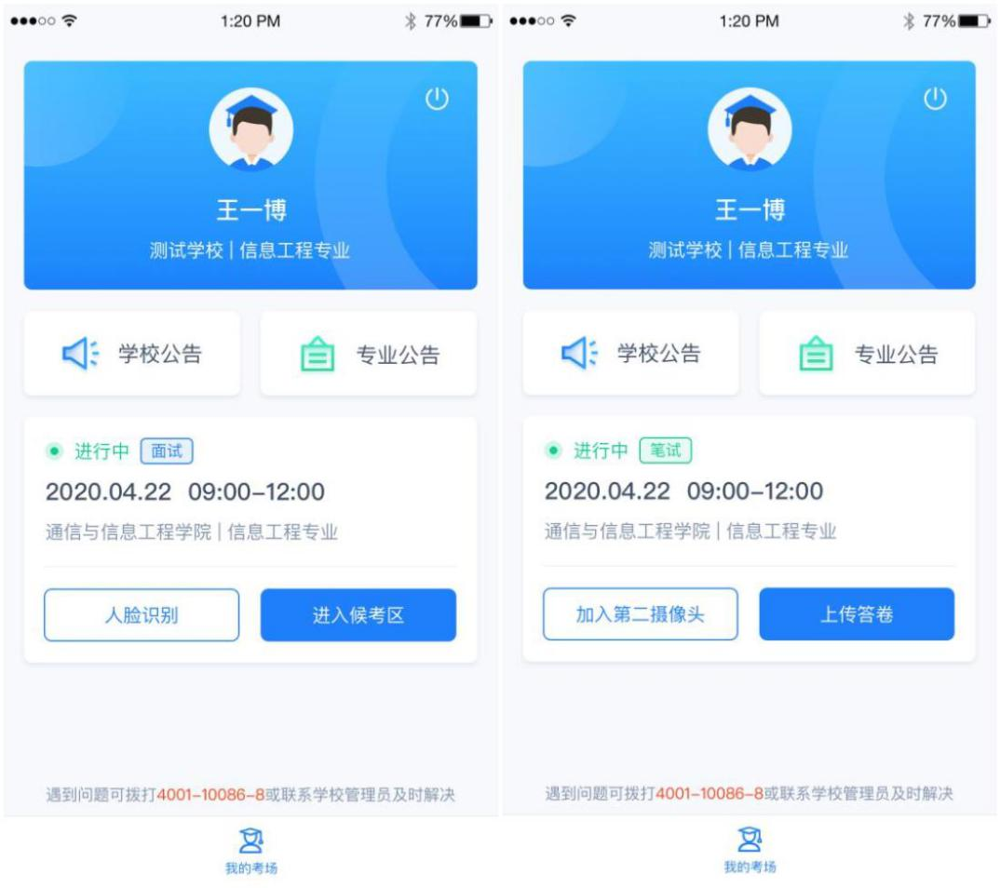 1:20 PM
77%
王一博
测试学校 | 信息工程专业
学校公告
专业公告
进行中 面试
2020.04.22 09:00-12:00
通信与信息工程学院 | 信息工程专业
人脸识别
进入候考区
遇到问题可拨打4001-10086-8或联系学校管理员及时解决
我的考场
1:20 PM
77%
王一博
测试学校 | 信息工程专业
学校公告
专业公告
进行中 笔试
2020.04.22 09:00-12:00
通信与信息工程学院 | 信息工程专业
加入第二摄像头
上传答卷
遇到问题可拨打4001-10086-8或联系学校管理员及时解决
我的考场